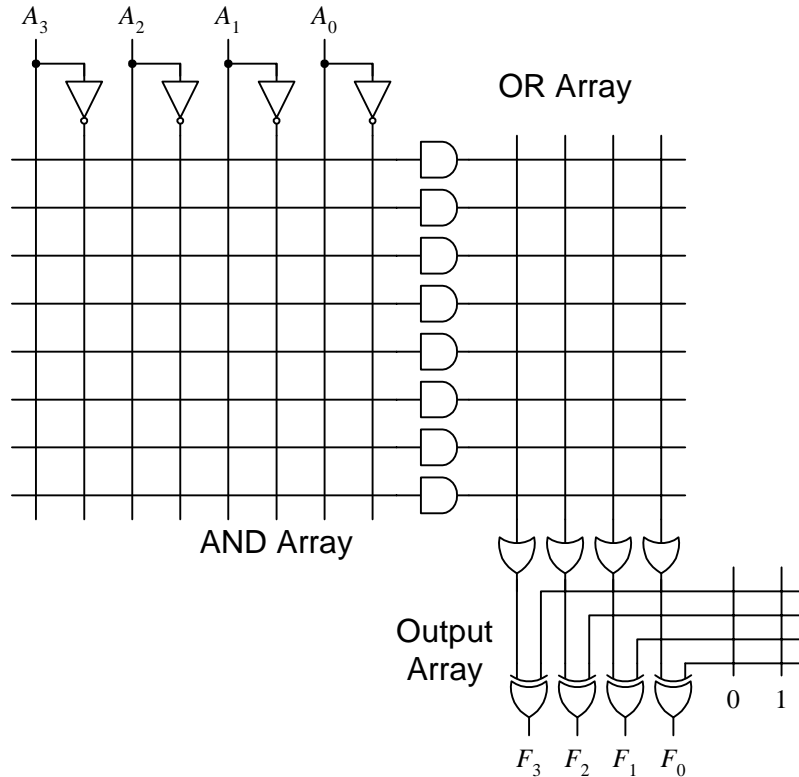 A₃ A₂ A₁ A₀
OR Array
AND Array
Output
Array
0 1
F₃ F₂ F₁ F₀